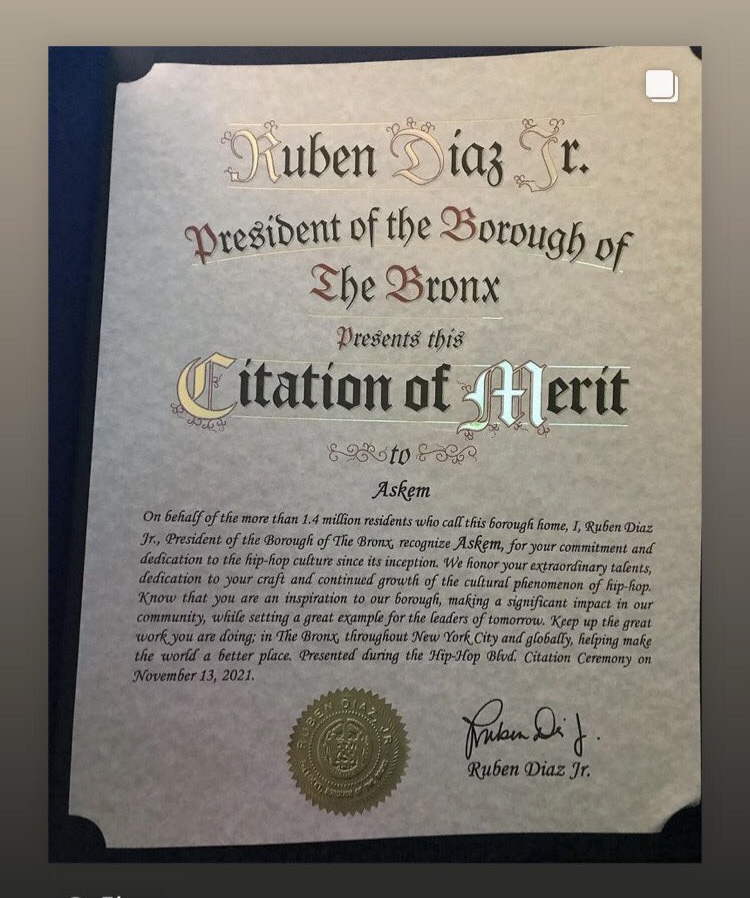 Ruben Diaz Jr.
President of the Borough of
The Bronx
Presents this
Citation of Merit
to
Askem
On behalf of the more than 1.4 million residents who call this borough home, I, Ruben Diaz
Jr., President of the Borough of The Bronx, recognize Askem, for your commitment and
dedication to the hip-hop culture since its inception. We honor your extraordinary talents,
dedication to your craft and continued growth of the cultural phenomenon of hip-hop.
Know that you are an inspiration to our borough, making a significant impact in our
community, while setting a great example for the leaders of tomorrow. Keep up the great
work you are doing; in The Bronx, throughout New York City and globally, helping make
the world a better place. Presented during the Hip-Hop Blvd. Citation Ceremony on
November 13, 2021.
RUBEN DIAZ, JR
Ruben Diaz Jr.